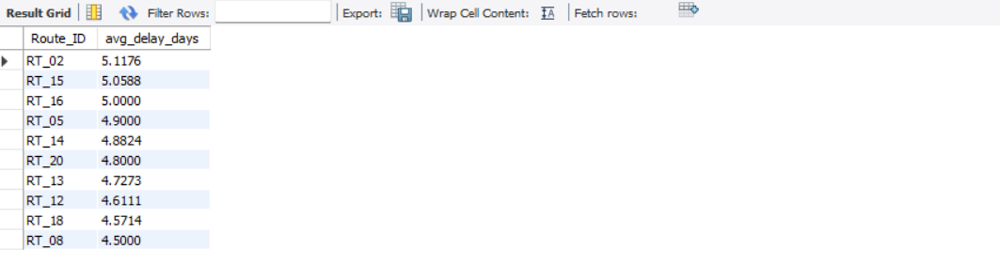 Result Grid Filter Rows: Export: Wrap Cell Content: IA Fetch rows:
Route_ID avg_delay_days
RT_02 5.1176
RT_15 5.0588
RT_16 5.0000
RT_05 4.9000
RT_14 4.8824
RT_20 4.8000
RT_13 4.7273
RT_12 4.6111
RT_18 4.5714
RT_08 4.5000